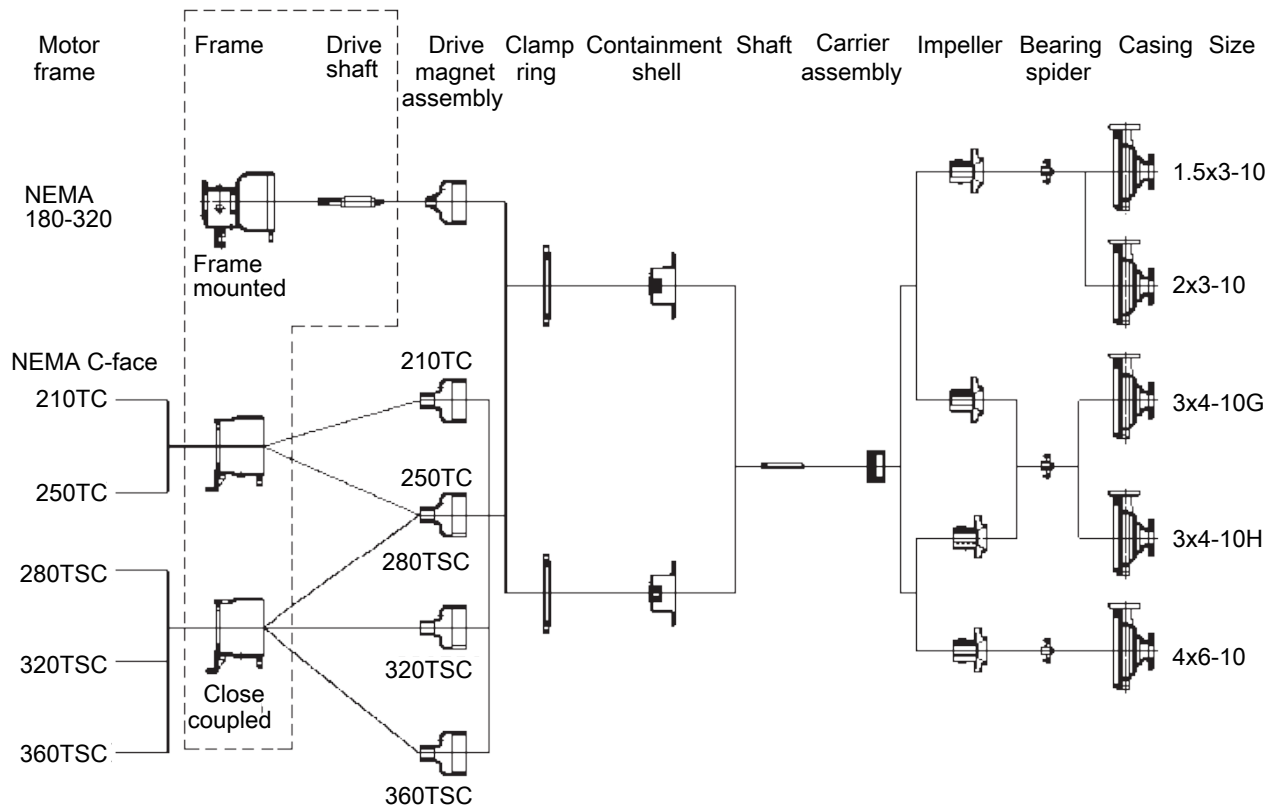 Motor
frame
Frame
Drive
shaft
Drive
magnet
assembly
Clamp
ring
Containment
shell
Shaft
Carrier
assembly
Impeller
Bearing
spider
Casing
Size
NEMA
180-320
Frame
mounted
1.5x3-10
2x3-10
NEMA C-face
210TC
250TC
280TSC
320TSC
360TSC
Close
coupled
210TC
250TC
280TSC
320TSC
360TSC
3x4-10G
3x4-10H
4x6-10